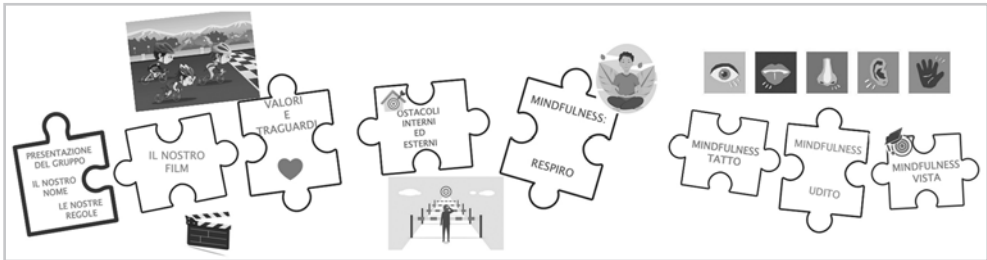 PRESENTAZIONE
DEL GRUPPO
IL NOSTRO
NOME
LE NOSTRE
REGOLE
IL NOSTRO
FILM
VALORI
E
TRAGUARDI
OSTACOLI
INTERNI
ED
ESTERNI
MINDFULNESS:
RESPIRO
MINDFULNESS
TATTO
MINDFULNESS
UDITO
MINDFULNESS
VISTA